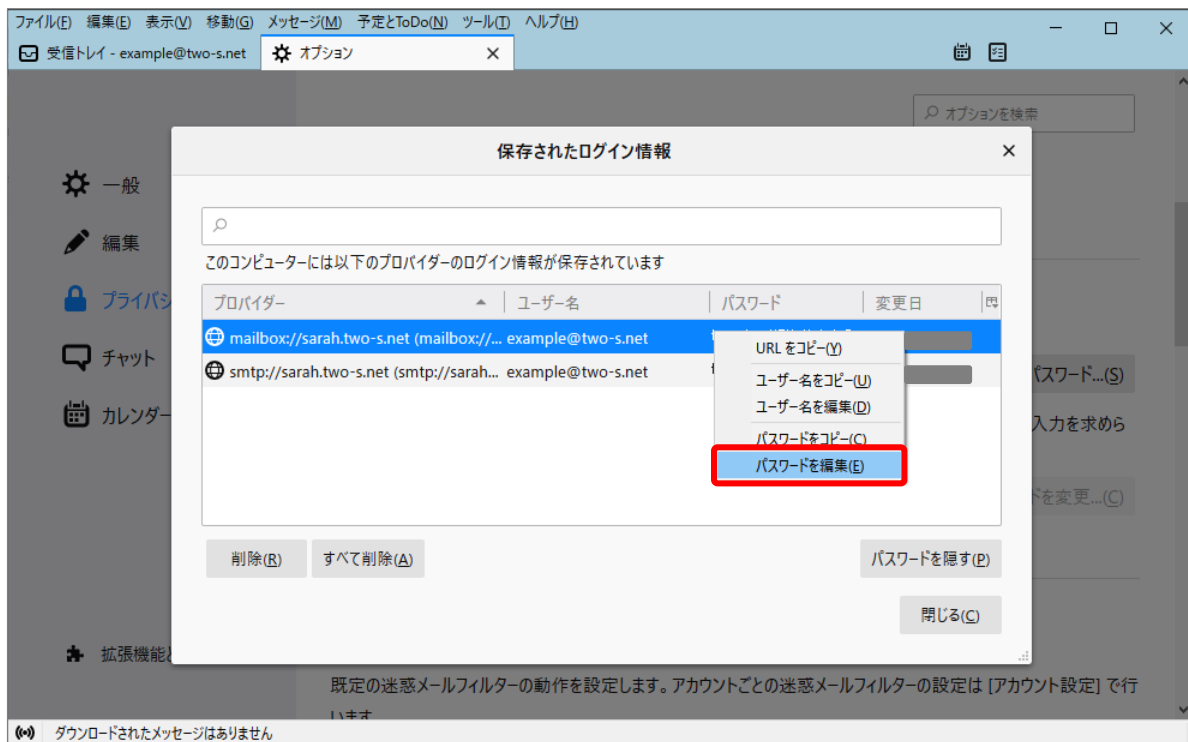 ファイル(F) 編集(E) 表示(V) 移動(G) メッセージ(M) 予定とToDo(N) ツール(T) ヘルプ(H)
受信トレイ - example@two-s.net オプション
オプションを検索
保存されたログイン情報
一般
編集
このコンピューターには以下のプロバイダーのログイン情報が保存されています
プライバシ
プロバイダー ユーザー名 パスワード 変更日
mailbox://sarah.two-s.net (mailbox://... example@two-s.net
URL をコピー(Y)
チャット
smtp://sarah.two-s.net (smtp://sarah... example@two-s.net
ユーザー名をコピー(U)
パスワード...(S)
カレンダー
ユーザー名を編集(D)
入力を求めら
パスワードをコピー(C)
パスワードを編集(E)
ドを変更...(C)
削除(R) すべて削除(A) パスワードを隠す(P)
閉じる(C)
拡張機能と
既定の迷惑メールフィルターの動作を設定します。アカウントごとの迷惑メールフィルターの設定は [アカウント設定] で行
います
ダウンロードされたメッセージはありません